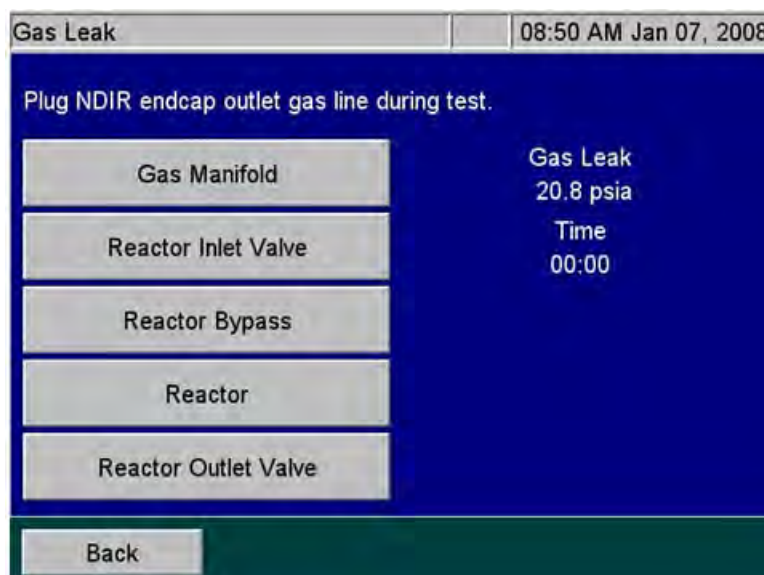 Gas Leak
08:50 AM Jan 07, 2008
Plug NDIR endcap outlet gas line during test.
Gas Manifold
Reactor Inlet Valve
Reactor Bypass
Reactor
Reactor Outlet Valve
Gas Leak
20.8 psia
Time
00:00
Back